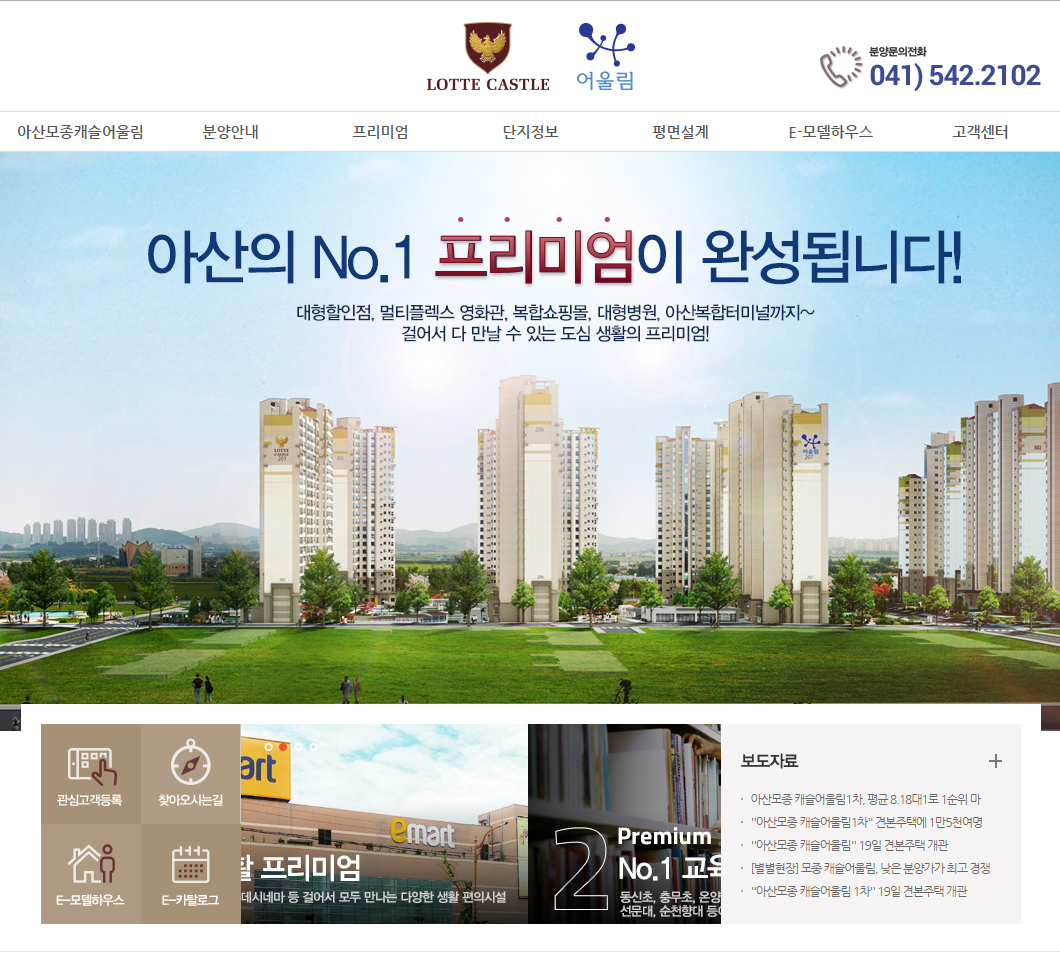 LOTTE CASTLE
어울림
분양문의전화
041) 542.2102
아산모종캐슬어울림 분양안내 프리미엄 단지정보 평면설계 E-모델하우스 고객센터
아산의 No.1 프리미엄이 완성됩니다!
대형할인점, 멀티플렉스 영화관, 복합쇼핑몰, 대형병원, 아산복합터미널까지~
걸어서 다 만날 수 있는 도심 생활의 프리미엄!
LOTTE
CASTLE
201
206
어울림
207
관심고객등록
찾아오시는길
E-모델하우스
E-카탈로그
art
emart
활 프리미엄
데시네마 등 걸어서 모두 만나는 다양한 생활 편의시설
2
Premium
No.1 교육
동신초, 충무초, 온양
선문대, 순천향대 등
보도자료
아산모종 캐슬어울림1차, 평균 8.18대1로 1순위 마
"아산모종 캐슬어울림1차" 견본주택에 1만5천여명
"아산모종 캐슬어울림" 19일 견본주택 개관
[별별현장] 모종 캐슬어울림, 낮은 분양가가 최고 경쟁
"아산모종 캐슬어울림 1차" 19일 견본주택 개관